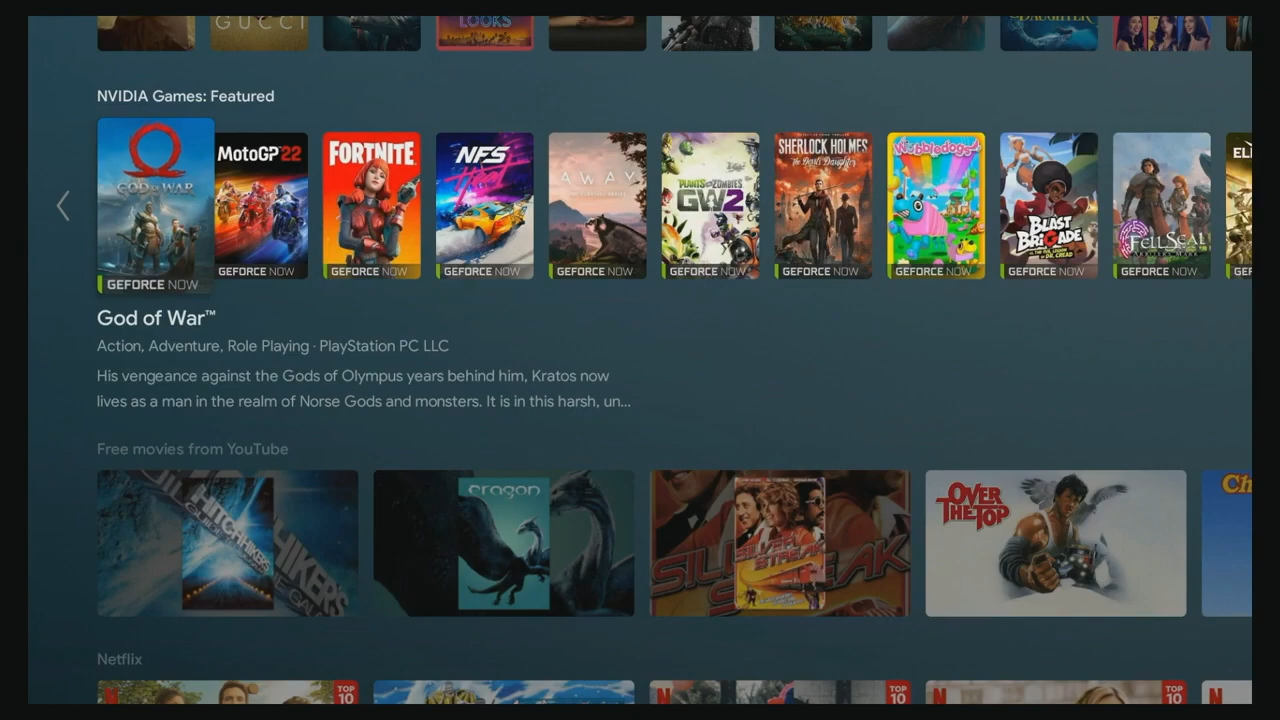 GUCCI
LOOKS
DAUGHTER
NVIDIA Games: Featured
GOD OF WAR
GEFORCE NOW
MotoGP 22
FORTNITE
GEFORCE NOW
NFS
Heat
GEFORCE NOW
AWAY
GEFORCE NOW
PLANTS VS ZOMBIES
GW2
GEFORCE NOW
SHERLOCK HOLMES
The Devil's Daughter
GEFORCE NOW
Wobbledogs
GEFORCE NOW
BLAST
BRIGADE
GEFORCE NOW
FELL SEAL
GEFORCE NOW
God of War™
Action, Adventure, Role Playing · PlayStation PC LLC
His vengeance against the Gods of Olympus years behind him, Kratos now
lives as a man in the realm of Norse Gods and monsters. It is in this harsh, un...
Free movies from YouTube
eragon
SILVER
STREAK
OVER
THE TOP
Ch
Netflix
N
TOP
10
N
TOP
10
N
TOP
10
N